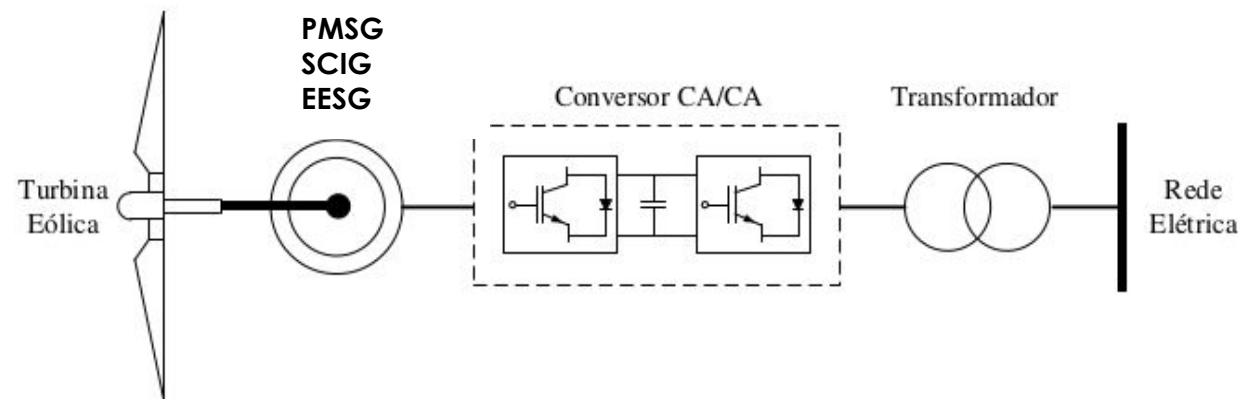 PMSG
SCIG
EESG
Conversor CA/CA
Transformador
Turbina
Eólica
Rede
Elétrica